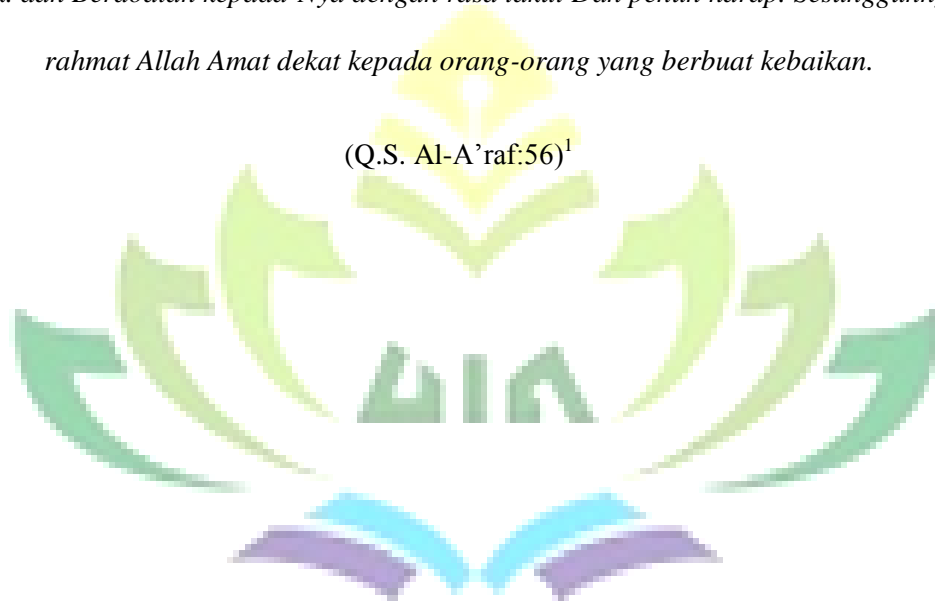 dan Berdoalah kepada-Nya dengan rasa takut Dan penuh harap.
rahmat Allah Amat dekat kepada orang-orang yang berbuat kebaikan.
(Q.S. Al-A’raf:56)¹
UIN